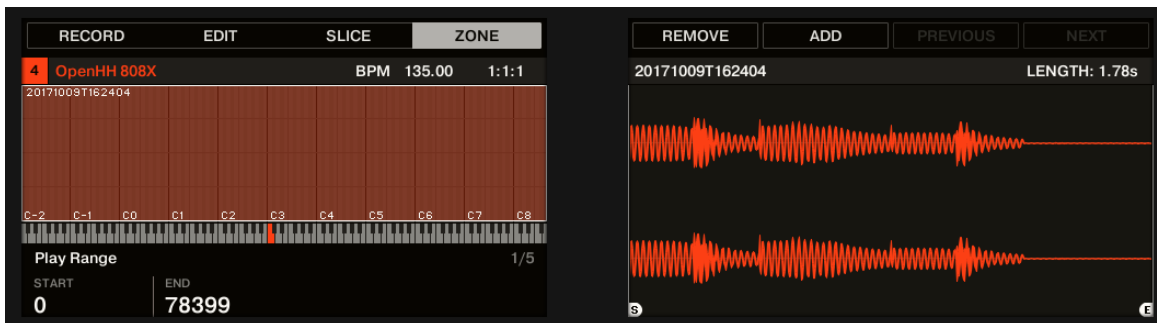 RECORD EDIT SLICE ZONE
4 OpenHH 808X BPM 135.00 1:1:1
20171009T162404
C-2 C-1 C0 C1 C2 C3 C4 C5 C6 C7 C8
Play Range 1/5
START END
0 78399
REMOVE ADD PREVIOUS NEXT
20171009T162404 LENGTH: 1.78s
S E